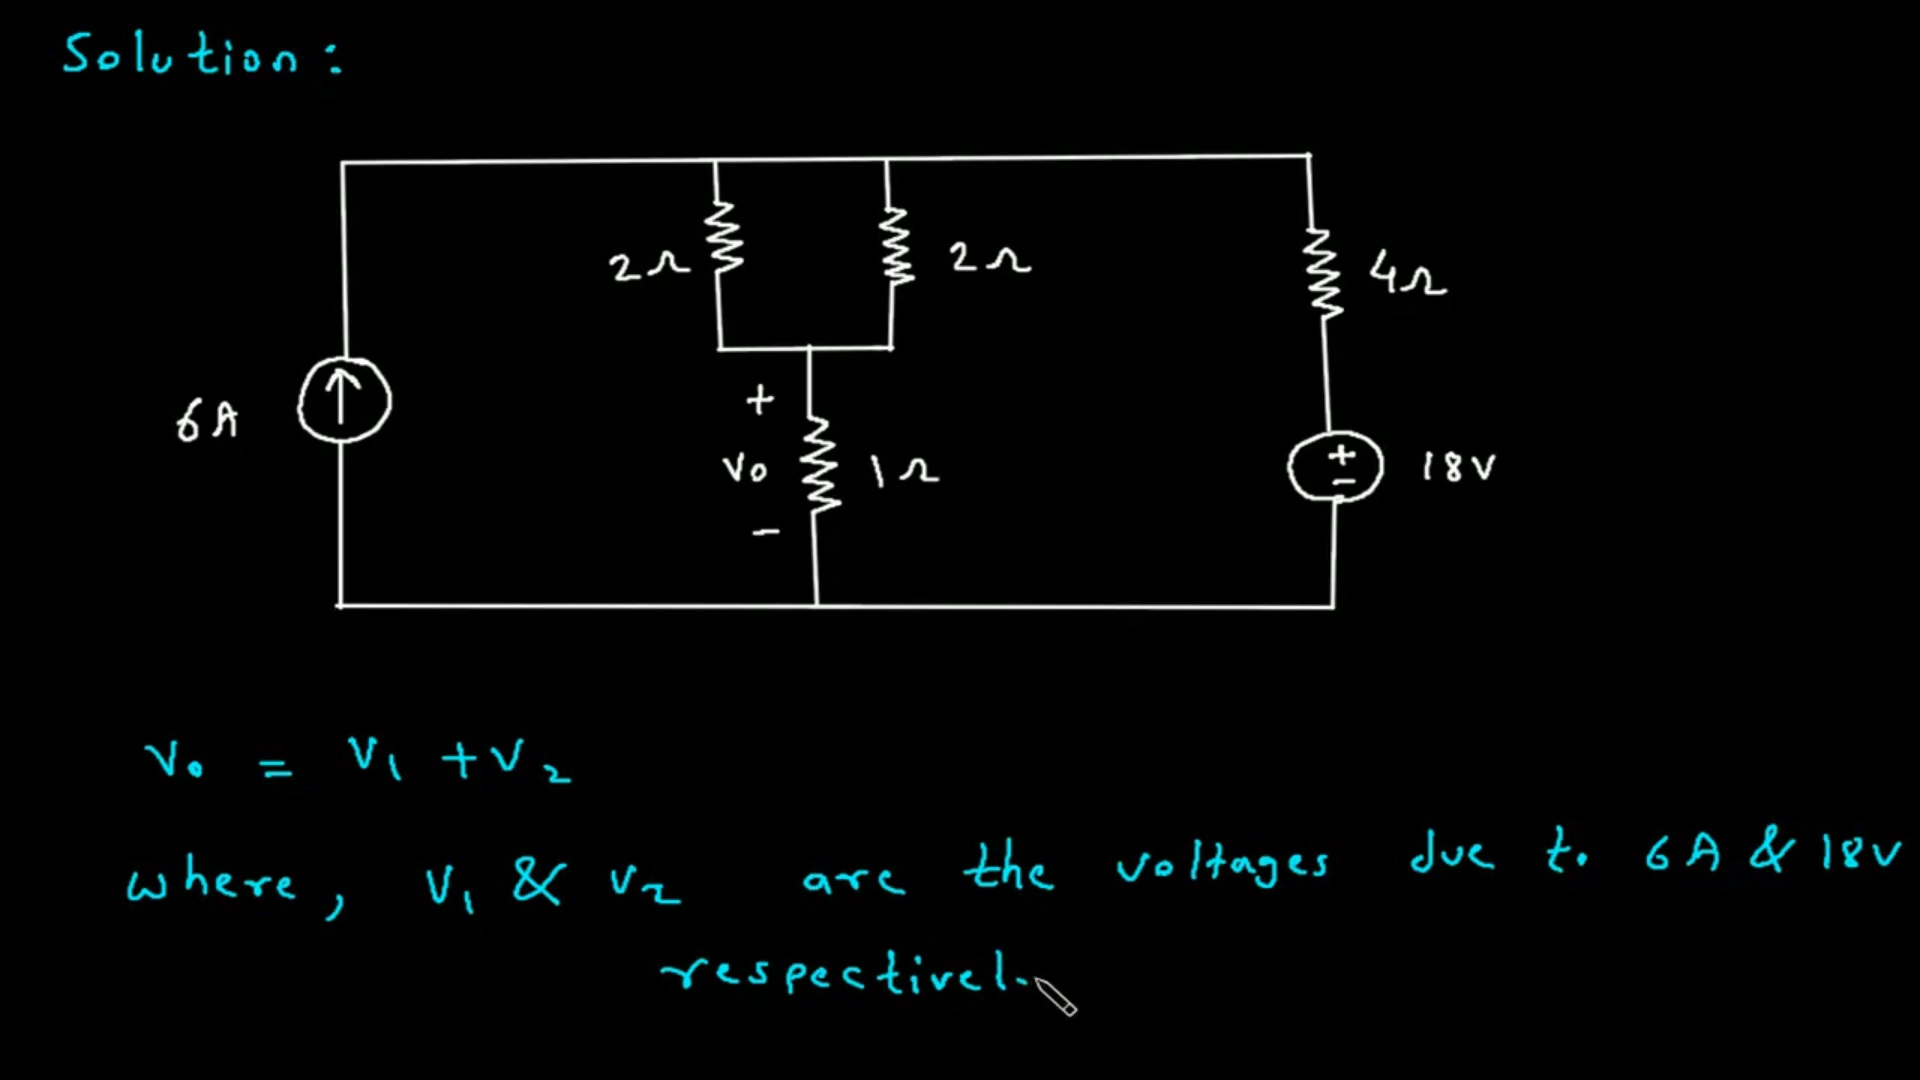 Solution:
2Ω
2Ω
4Ω
6A
+
Vo
1Ω
-
+
-
18V
Vo = V1 + V2
where, V1 & V2 are the voltages due to 6A & 18V
respectivel